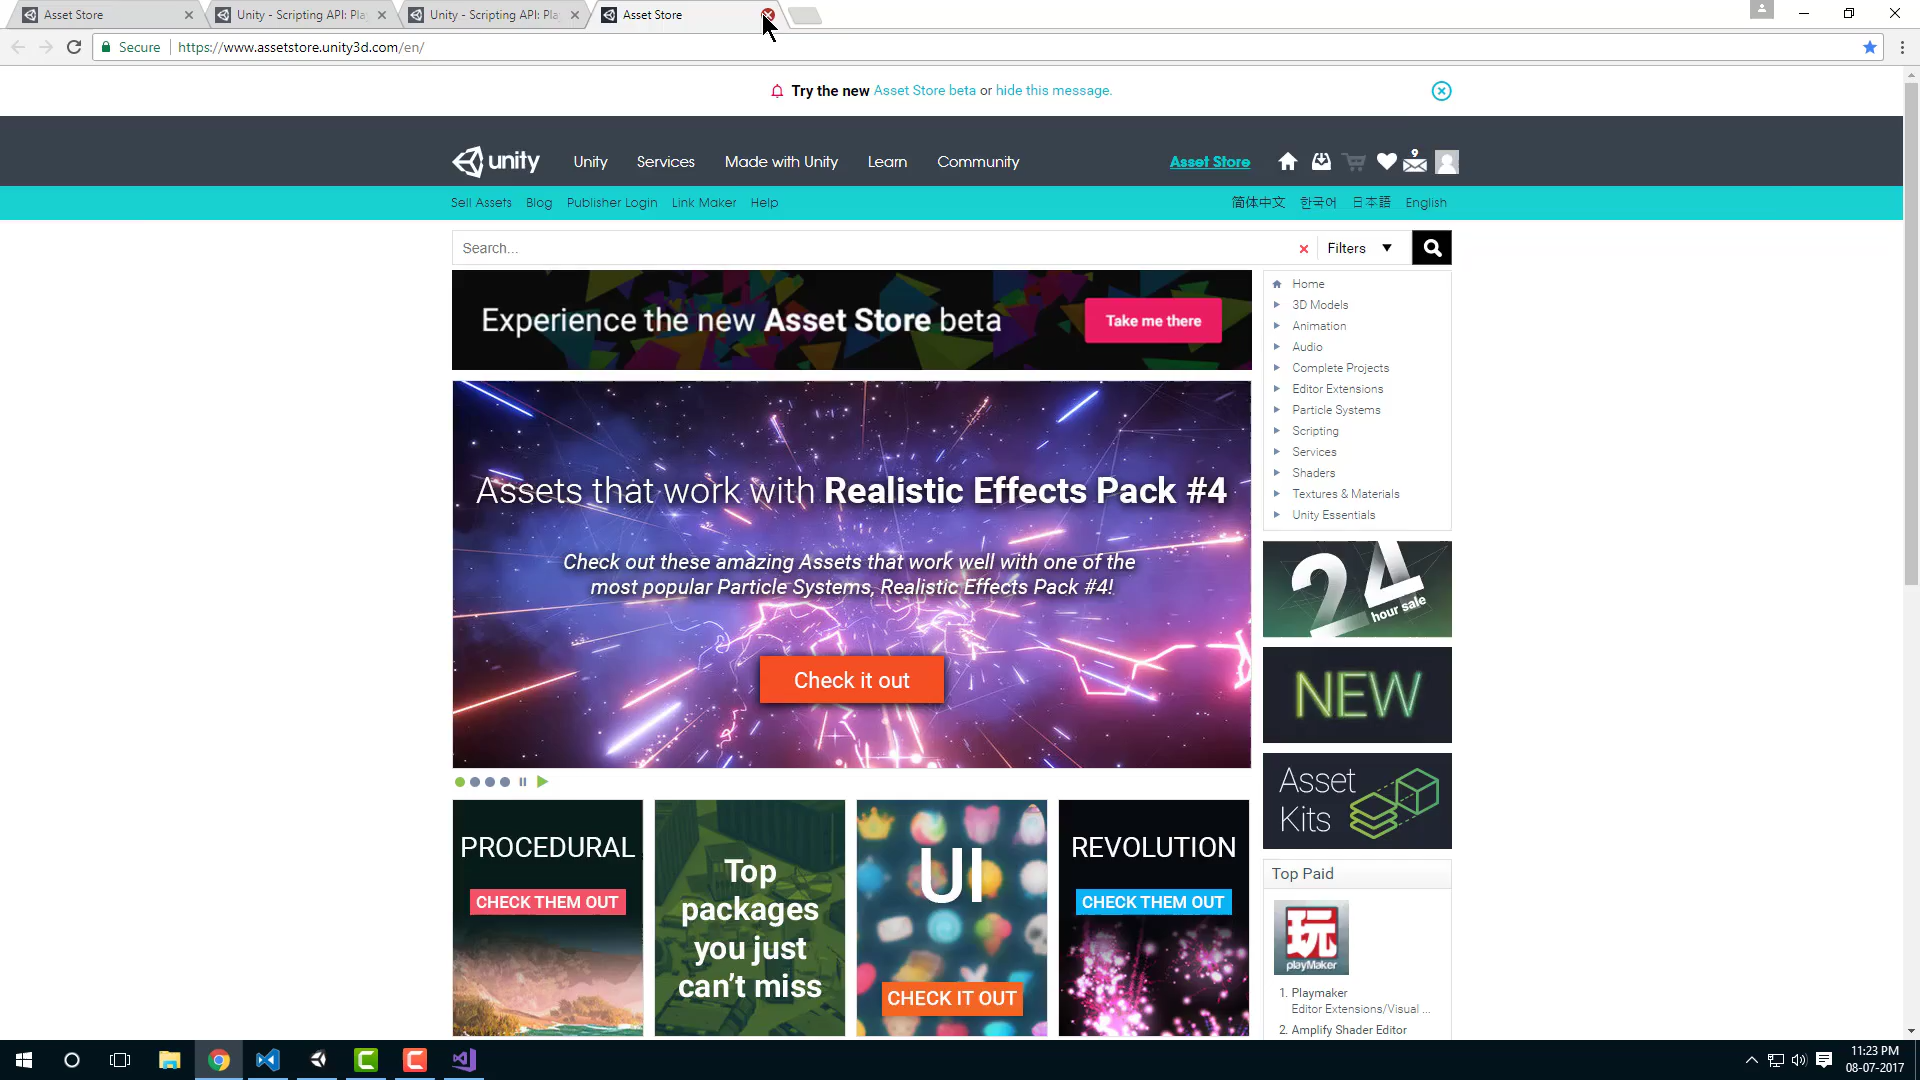 Asset Store
Unity - Scripting API: Pla
Unity - Scripting API: Pla
Asset Store
Secure
https://www.assetstore.unity3d.com/en/
Try the new Asset Store beta or hide this message.
unity
Unity
Services
Made with Unity
Learn
Community
Asset Store
Sell Assets
Blog
Publisher Login
Link Maker
Help
简体中文
한국어
日本語
English
Search...
Filters
Experience the new Asset Store beta
Take me there
Home
3D Models
Animation
Audio
Complete Projects
Editor Extensions
Particle Systems
Scripting
Services
Shaders
Textures & Materials
Unity Essentials
Assets that work with Realistic Effects Pack #4
Check out these amazing Assets that work well with one of the
most popular Particle Systems, Realistic Effects Pack #4!
Check it out
24
hour sale
NEW
Asset
Kits
PROCEDURAL
CHECK THEM OUT
Top
packages
you just
can't miss
UI
CHECK IT OUT
REVOLUTION
CHECK THEM OUT
Top Paid
玩
playMaker
1. Playmaker
Editor Extensions/Visual ...
2. Amplify Shader Editor
11:23 PM
08-07-2017